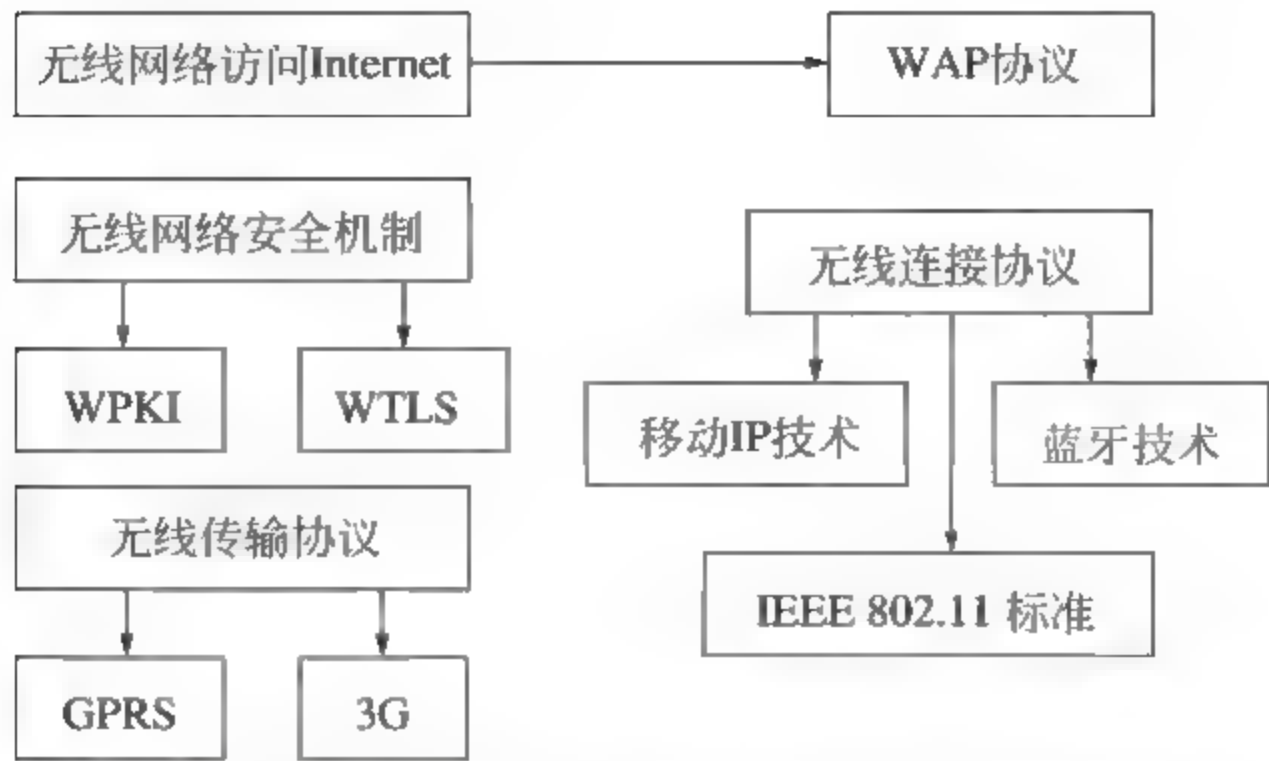 无线网络访问Internet
WAP协议
无线网络安全机制
WPKI
WTLS
无线连接协议
移动IP技术
蓝牙技术
IEEE 802.11 标准
无线传输协议
GPRS
3G